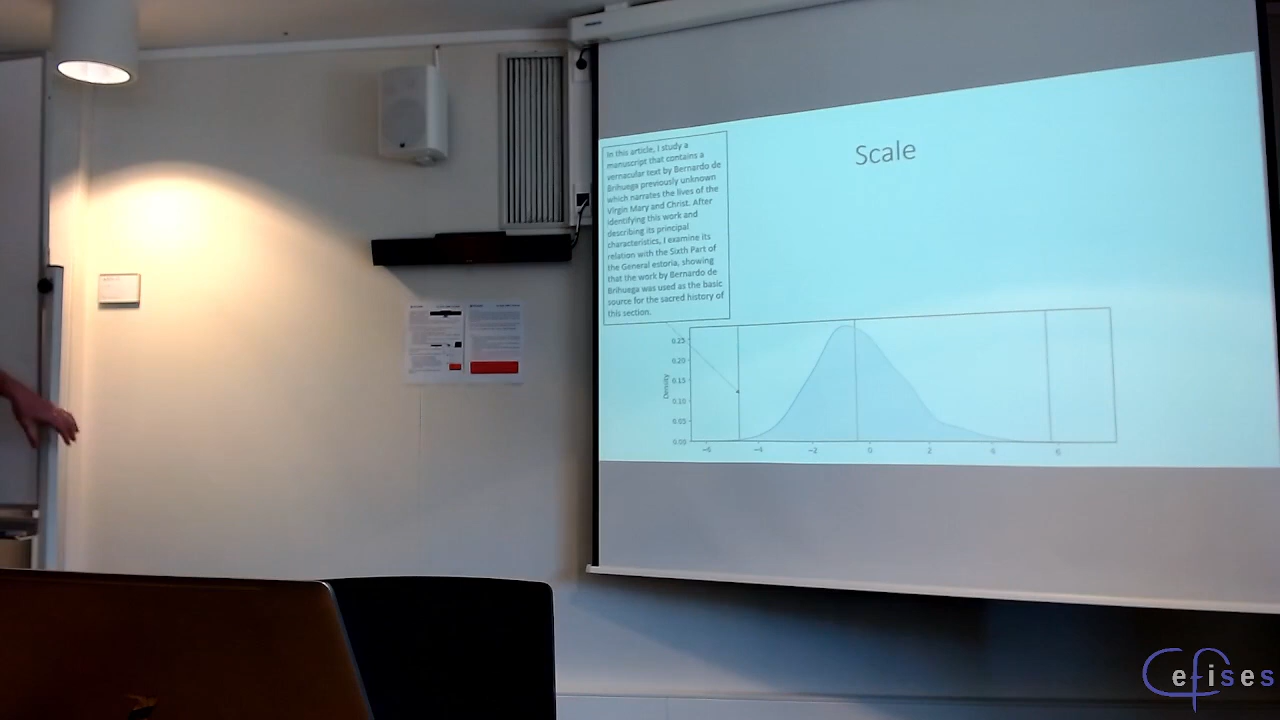 Scale
In this article, I study a
manuscript that contains a
vernacular text by Bernardo de
Brihuega previously unknown
which narrates the lives of the
Virgin Mary and Christ. After
identifying this work and
describing its principal
characteristics, I examine its
relation with the Sixth Part of
the General estoria, showing
that the work by Bernardo de
Brihuega was used as the basic
source for the sacred history of
this section.
Density
0.25
0.20
0.15
0.10
0.05
0.00
−6 −4 −2 0 2 4 6
efises